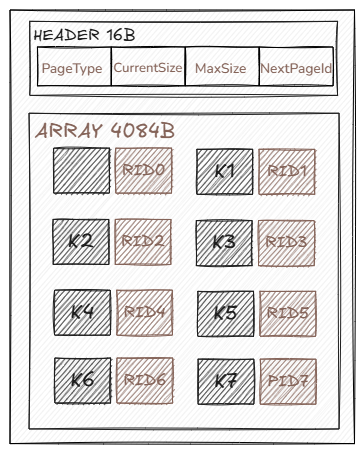 HEADER 16B
PageType CurrentSize MaxSize NextPageId
ARRAY 4084B
RID0 K1 RID1
K2 RID2 K3 RID3
K4 RID4 K5 RID5
K6 RID6 K7 PID7